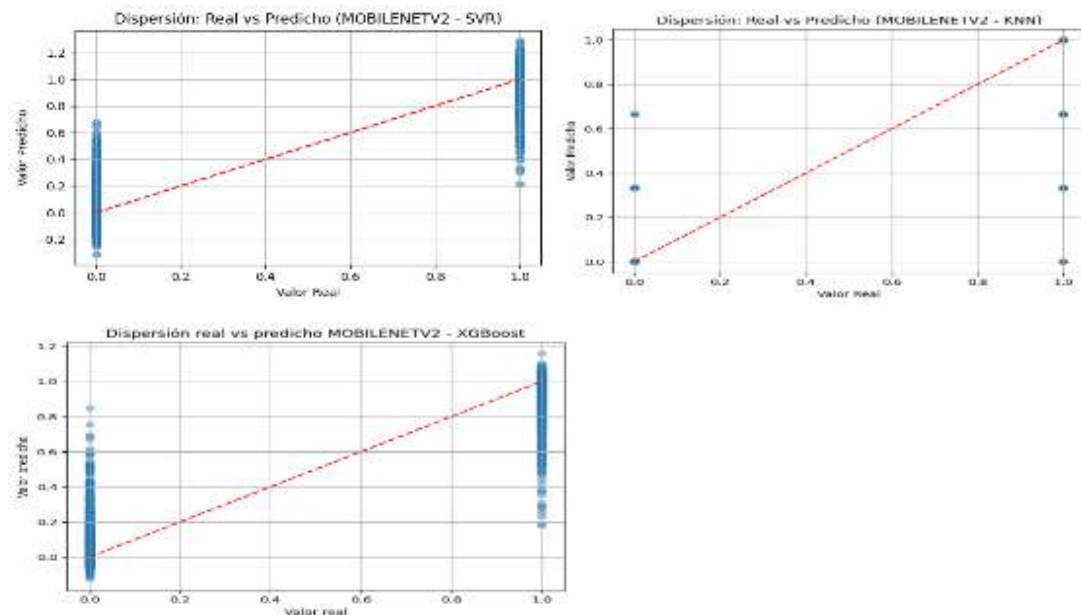 Dispersión: Real vs Predicho (MOBILENETV2 - SVR)
1.2
1.0
0.8
0.6
0.4
0.2
0.0
-0.2
Valor Predicho
0.0 0.2 0.4 0.6 0.8 1.0
Valor Real
Dispersión: Real vs Predicho (MOBILENETV2 - KNN)
1.0
0.8
0.6
0.4
0.2
0.0
Valor Predicho
0.0 0.2 0.4 0.6 0.8 1.0
Valor Real
Dispersión real vs predicho MOBILENETV2 - XGBoost
1.2
1.0
0.8
0.6
0.4
0.2
0.0
Valor predicho
0.0 0.2 0.4 0.6 0.8 1.0
Valor real